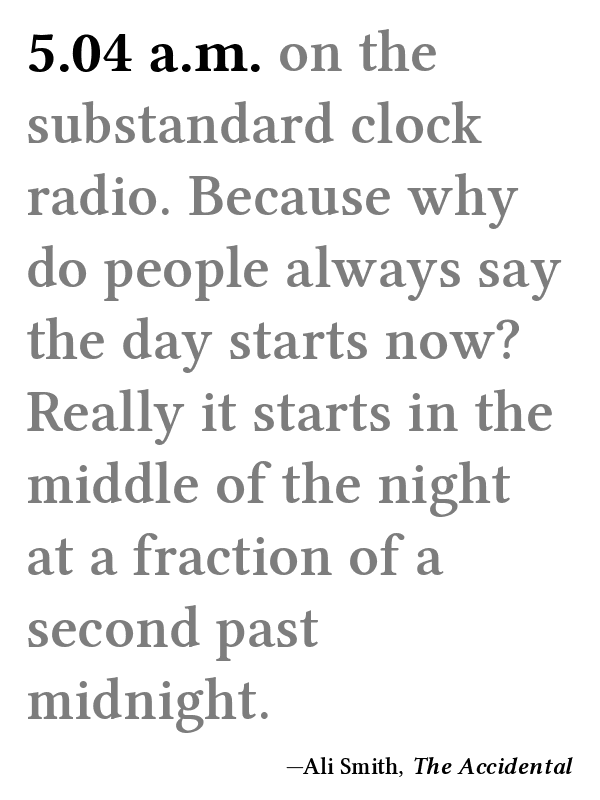 5.04 a.m. on the
substandard clock
radio. Because why
do people always say
the day starts now?
Really it starts in the
middle of the night
at a fraction of a
second past
midnight.
—Ali Smith, The Accidental